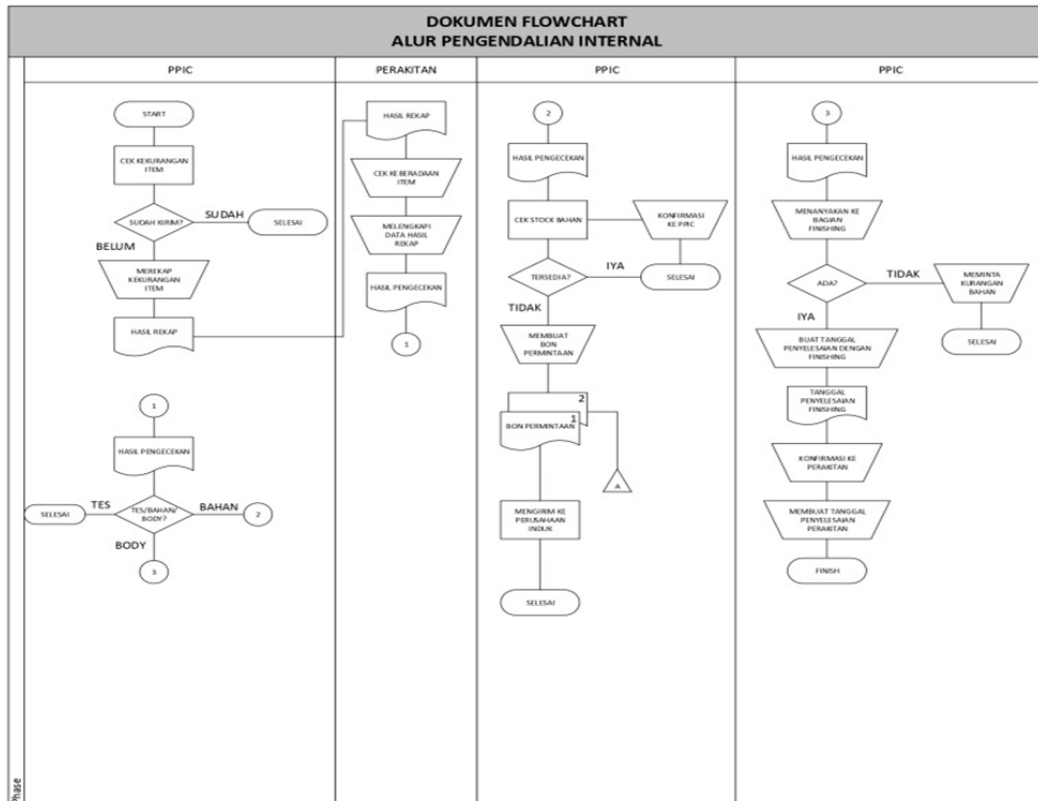 DOKUMEN FLOWCHART
ALUR PENGENDALIAN INTERNAL
PPIC
PERAKITAN
PPIC
PPIC
START
CEK KEKURANGAN
ITEM
SUDAH KIRIM?
SUDAH
SELESAI
BELUM
MEREKAP
KEKURANGAN
ITEM
HASIL REKAP
1
HASIL PENGECEKAN
TES/BAHAN/
BODY?
TES
SELESAI
BAHAN
2
BODY
3
HASIL REKAP
CEK KEBERADAAN
ITEM
MELENGKAPI
DATA HASIL
REKAP
HASIL PENGECEKAN
1
2
HASIL PENGECEKAN
CEK STOCK BAHAN
KONFIRMASI
KE PPIC
TERSEDIA?
IYA
SELESAI
TIDAK
MEMBUAT
BON
PERMINTAAN
2
1
BON PERMINTAAN
A
MENGIRIM KE
PERUSAHAAN
INDUK
SELESAI
3
HASIL PENGECEKAN
MENANYAKAN KE
BAGIAN
FINISHING
ADA?
TIDAK
MEMINTA
KURANGAN
BAHAN
SELESAI
IYA
BUAT TANGGAL
PENYELESAIAN DENGAN
FINISHING
TANGGAL
PENYELESAIAN
FINISHING
KONFIRMASI KE
PERAKITAN
MEMBUAT TANGGAL
PENYELESAIAN
PERAKITAN
FINISH
Phase